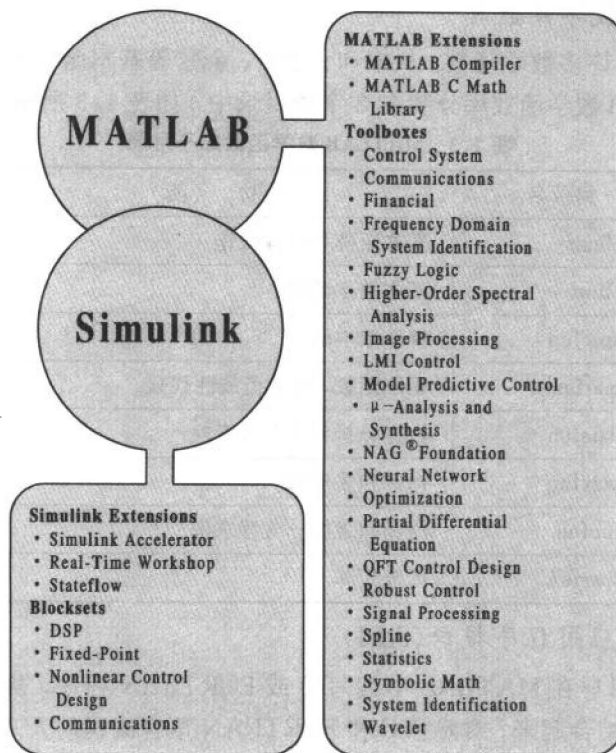 MATLAB
Simulink
MATLAB Extensions
· MATLAB Compiler
· MATLAB C Math
Library
Toolboxes
· Control System
· Communications
· Financial
· Frequency Domain
System Identification
· Fuzzy Logic
· Higher-Order Spectral
Analysis
· Image Processing
· LMI Control
· Model Predictive Control
· μ-Analysis and
Synthesis
· NAG®Foundation
· Neural Network
· Optimization
· Partial Differential
Equation
· QFT Control Design
· Robust Control
· Signal Processing
· Spline
· Statistics
· Symbolic Math
· System Identification
· Wavelet
Simulink Extensions
· Simulink Accelerator
· Real-Time Workshop
· Stateflow
Blocksets
· DSP
· Fixed-Point
· Nonlinear Control
Design
· Communications